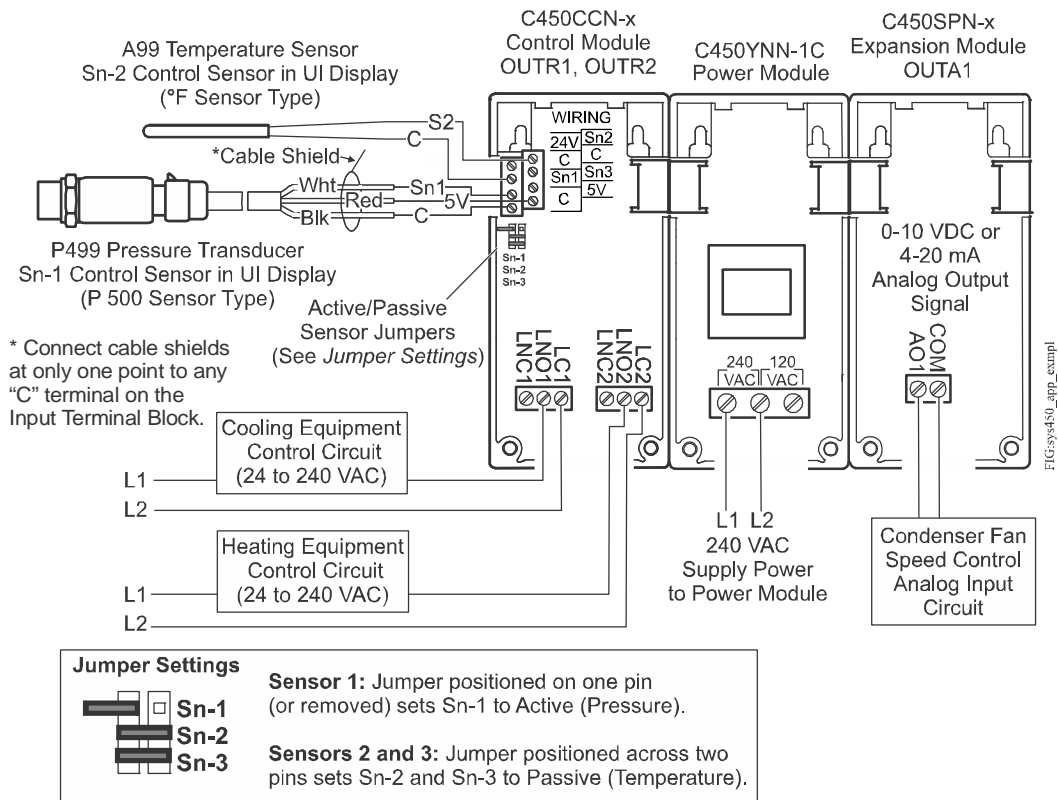 C450CCN-x
Control Module
OUTR1, OUTR2
C450YNN-1C
Power Module
C450SPN-x
Expansion Module
OUTA1
A99 Temperature Sensor
Sn-2 Control Sensor in UI Display
(°F Sensor Type)
S2
C
*Cable Shield
Wht
Red
Blk
Sn1
5V
C
WIRING
24V Sn2
C C
Sn1 Sn3
C 5V
Sn-1
Sn-2
Sn-3
P499 Pressure Transducer
Sn-1 Control Sensor in UI Display
(P 500 Sensor Type)
Active/Passive
Sensor Jumpers
(See Jumper Settings)
* Connect cable shields
at only one point to any
“C” terminal on the
Input Terminal Block.
LNC1
LNO1
LC1
LNC2
LNO2
LC2
240 VAC
120 VAC
0-10 VDC or
4-20 mA
Analog Output
Signal
AO1
COM
Cooling Equipment
Control Circuit
(24 to 240 VAC)
L1
L2
Heating Equipment
Control Circuit
(24 to 240 VAC)
L1
L2
L1 L2
240 VAC
Supply Power
to Power Module
Condenser Fan
Speed Control
Analog Input
Circuit
FIG:sys450_app_exmpl
Jumper Settings
Sn-1
Sn-2
Sn-3
Sensor 1: Jumper positioned on one pin
(or removed) sets Sn-1 to Active (Pressure).
Sensors 2 and 3: Jumper positioned across two
pins sets Sn-2 and Sn-3 to Passive (Temperature).